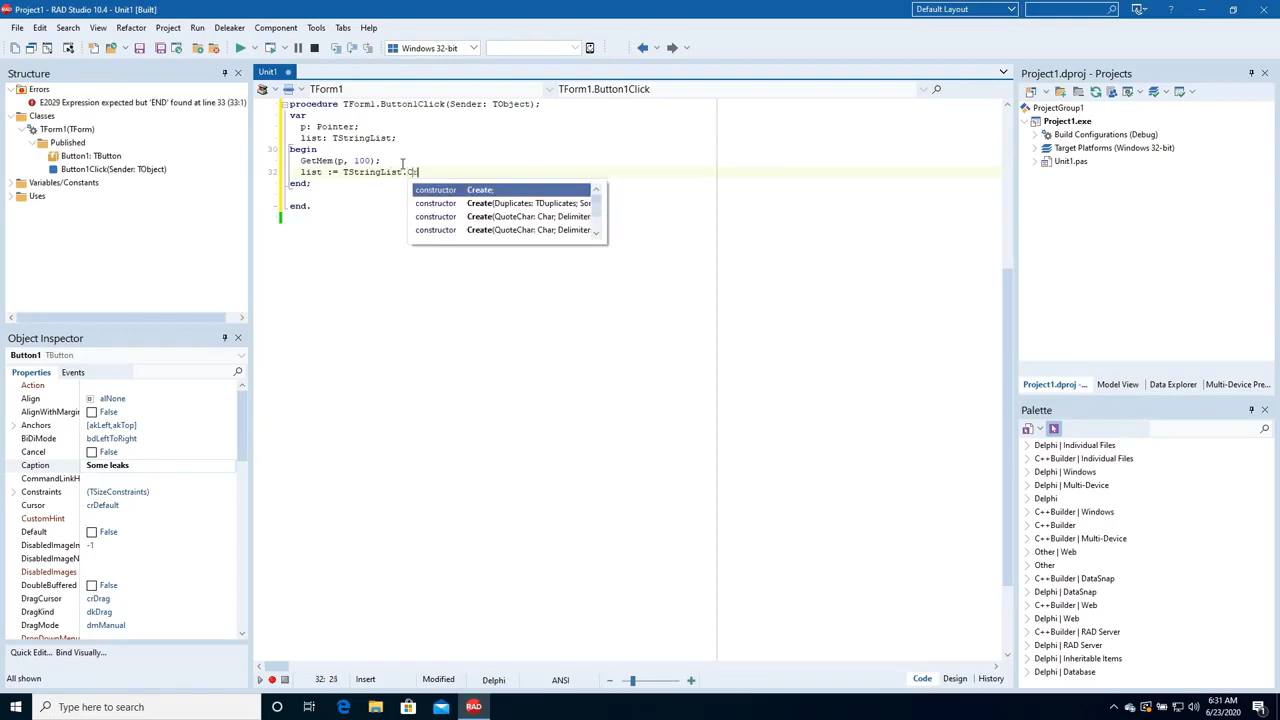 Project1 - RAD Studio 10.4 - Unit1 [Built]
Default Layout
File Edit Search View Refactor Project Run Debugger Component Tools Tabs Help
Windows 32-bit
Structure
Errors
E2029 Expression expected but 'END' found at line 33 (33:1)
Classes
TForm1(TForm)
Published
Button1: TButton
Button1Click(Sender: TObject)
Variables/Constants
Uses
Object Inspector
Button1 TButton
Properties Events
Action
Align alNone
AlignWithMargin False
Anchors [akLeft,akTop]
BiDiMode bdLeftToRight
Cancel False
Caption Some leaks
CommandLinkH
Constraints (TSizeConstraints)
Cursor crDefault
CustomHint
Default False
DisabledImageIn -1
DisabledImageN
DisabledImages
DoubleBuffered False
DragCursor crDrag
DragKind dkDrag
DragMode dmManual
DropDownMenu
Quick Edit... Bind Visually...
All shown
Unit1
TForm1 TForm1.Button1Click
procedure TForm1.Button1Click(Sender: TObject);
var
p: Pointer;
list: TStringList;
30 begin
GetMem(p, 100);
32 list := TStringList.Cr
end;
end.
constructor Create;
constructor Create(Duplicates: TDuplicates; Sor
constructor Create(QuoteChar: Char; Delimiter
constructor Create(QuoteChar: Char; Delimiter
32: 23 Insert Modified Delphi ANSI
Code Design History
Project1.dproj - Projects
ProjectGroup1
Project1.exe
Build Configurations (Debug)
Target Platforms (Windows 32-bit)
Unit1.pas
Project1.dproj -... Model View Data Explorer Multi-Device Pre...
Palette
Delphi | Individual Files
C++Builder | Individual Files
Delphi | Windows
Delphi | Multi-Device
Delphi
C++Builder | Windows
C++Builder
C++Builder | Multi-Device
Other | Web
Other
C++Builder | DataSnap
Delphi | DataSnap
C++Builder | Web
Delphi | Web
C++Builder | RAD Server
Delphi | RAD Server
Delphi | Inheritable Items
Delphi | Database
Type here to search
RAD
6:31 AM
6/23/2020